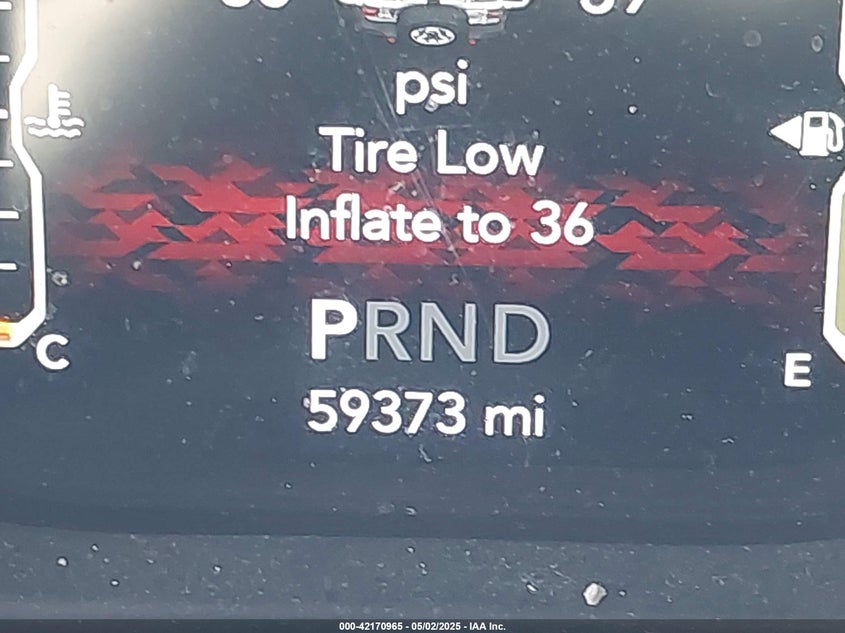 psi
Tire Low
Inflate to 36
PRND
59373 mi
C
E
000-42170965 - 05/02/2025 - IAA Inc.